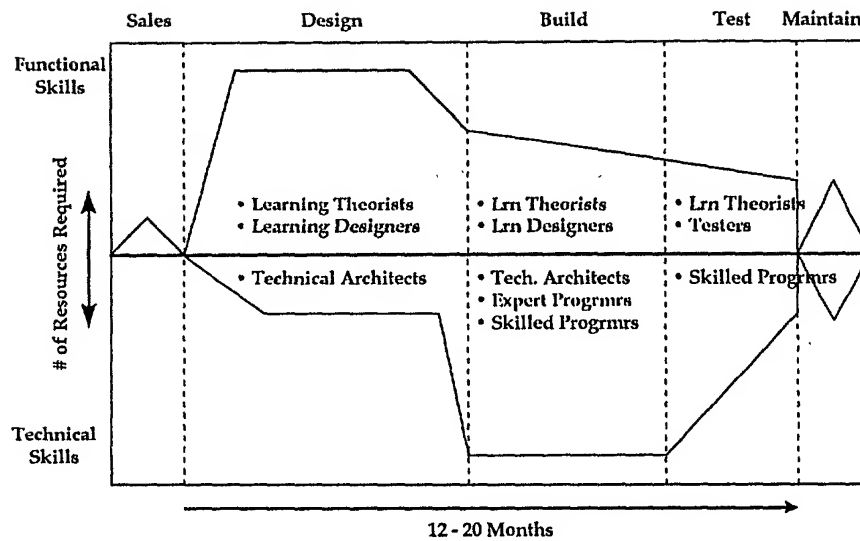 Sales Design Build Test Maintain
Functional
Skills
# of Resources Required
• Learning Theorists
• Learning Designers
• Lrn Theorists
• Lrn Designers
• Lrn Theorists
• Testers
• Technical Architects
• Tech. Architects
• Expert Progrmrs
• Skilled Progrmrs
• Skilled Progrmrs
Technical
Skills
12 - 20 Months